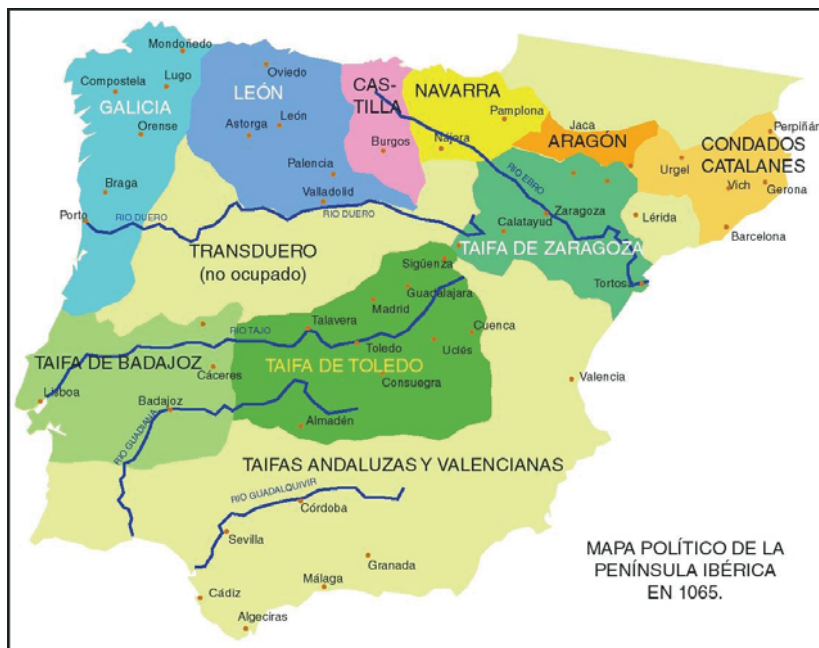 Mondoñedo
Compostela
Lugo
GALICIA
Orense
Braga
Porto
Oviedo
LEÓN
León
Astorga
Palencia
Valladolid
CAS-
TILLA
Burgos
NAVARRA
Pamplona
Nájera
Jaca
ARAGÓN
Perpiñán
CONDADOS
CATALANES
Urgel
Vich
Gerona
Barcelona
RIO EBRO
Lérida
Zaragoza
Calatayud
TAIFA DE ZARAGOZA
Tortosa
RIO DUERO
RIO DUERO
TRANSDUERO
(no ocupado)
Sigüenza
Guadalajara
Madrid
Talavera
Cuenca
Toledo
Uclés
TAIFA DE TOLEDO
Consuegra
Almadén
RIO TAJO
TAIFA DE BADAJOZ
Cáceres
Lisboa
Badajoz
RIO GUADIANA
Valencia
TAIFAS ANDALUZAS Y VALENCIANAS
RIO GUADALQUIVIR
Córdoba
Sevilla
Granada
Málaga
Cádiz
Algeciras
MAPA POLÍTICO DE LA
PENÍNSULA IBÉRICA
EN 1065.